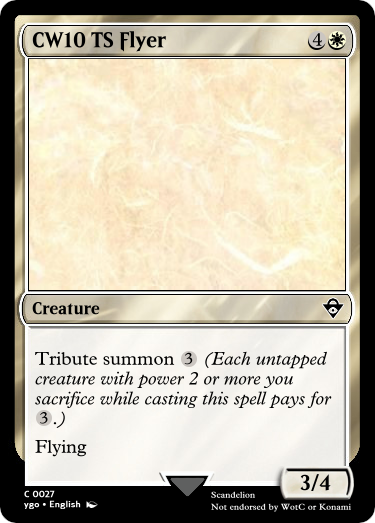 CW10 TS Flyer 4
Creature
Tribute summon 3 (Each untapped
creature with power 2 or more you
sacrifice while casting this spell pays for
3.)
Flying
3/4
C 0027
ygo • English
Scandelion
Not endorsed by WotC or Konami